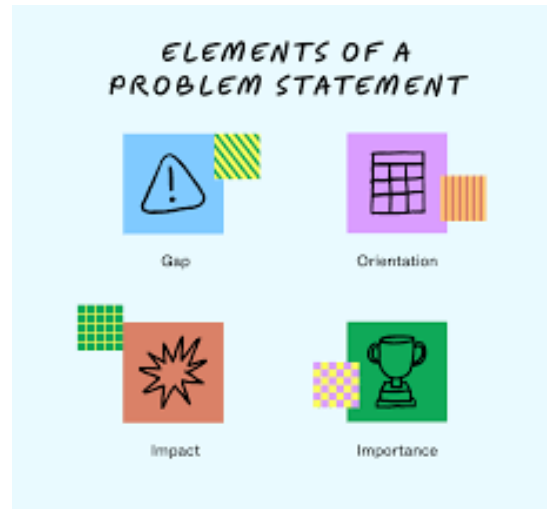 ELEMENTS OF A
PROBLEM STATEMENT
Gap
Orientation
Impact
Importance